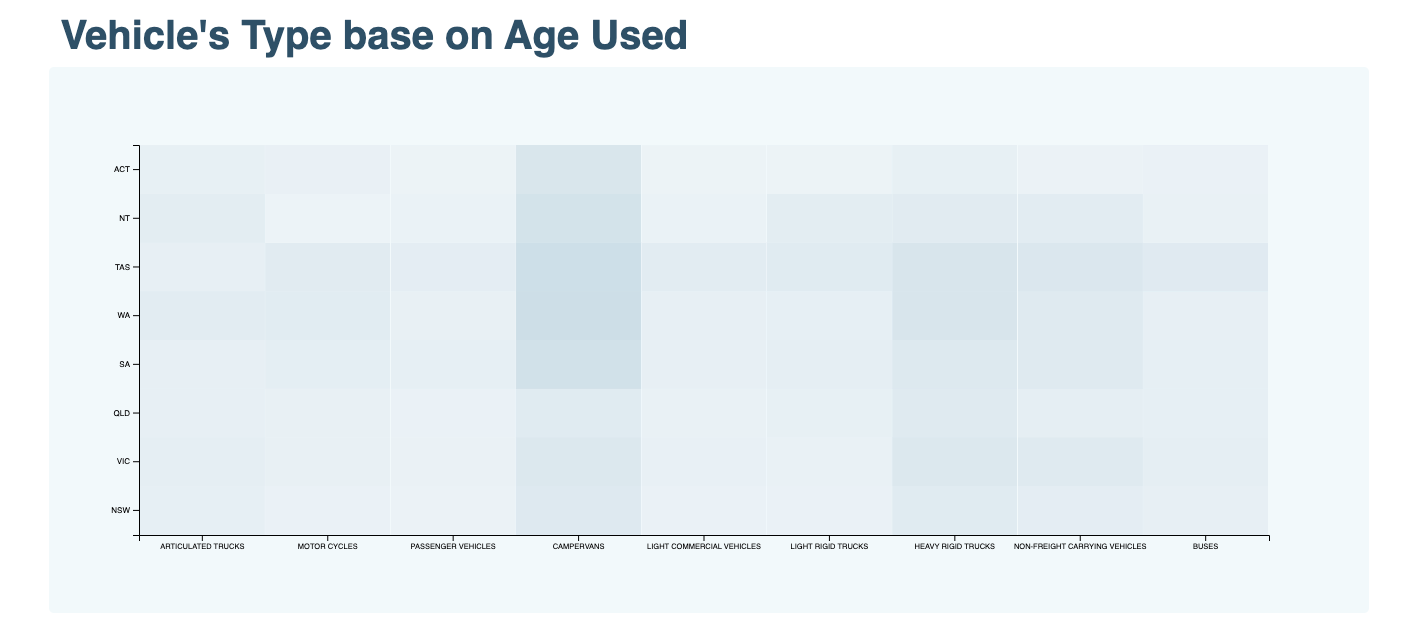 Vehicle's Type base on Age Used
ACT
NT
TAS
WA
SA
QLD
VIC
NSW
ARTICULATED TRUCKS MOTOR CYCLES PASSENGER VEHICLES CAMPERVANS LIGHT COMMERCIAL VEHICLES LIGHT RIGID TRUCKS HEAVY RIGID TRUCKS NON-FREIGHT CARRYING VEHICLES BUSES